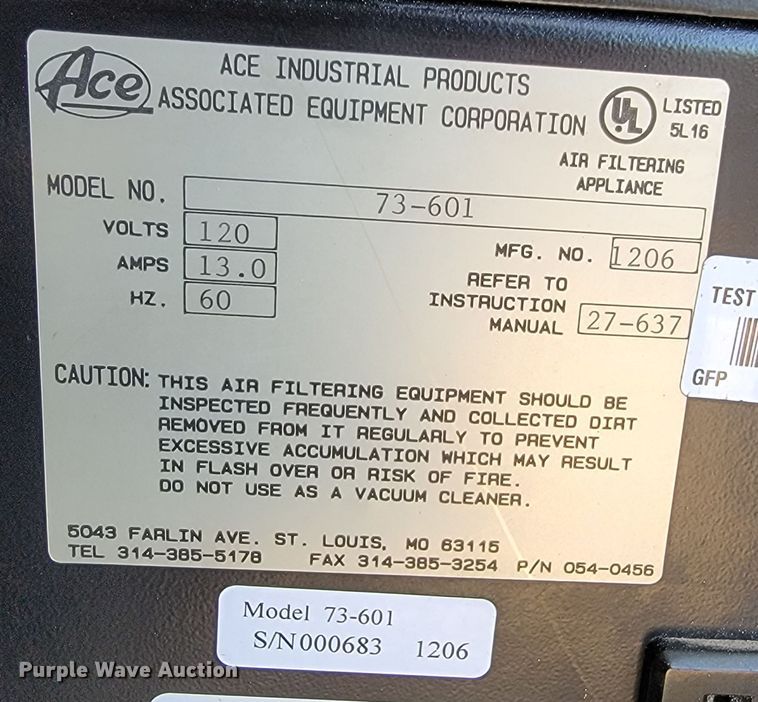 Ace
ACE INDUSTRIAL PRODUCTS
ASSOCIATED EQUIPMENT CORPORATION
UL LISTED
5L16
AIR FILTERING
APPLIANCE
MODEL NO. 73-601
VOLTS 120
MFG. NO. 1206
AMPS 13.0
REFER TO
INSTRUCTION
MANUAL 27-637
HZ. 60
TEST
GFP
CAUTION: THIS AIR FILTERING EQUIPMENT SHOULD BE
INSPECTED FREQUENTLY AND COLLECTED DIRT
REMOVED FROM IT REGULARLY TO PREVENT
EXCESSIVE ACCUMULATION WHICH MAY RESULT
IN FLASH OVER OR RISK OF FIRE.
DO NOT USE AS A VACUUM CLEANER.
5043 FARLIN AVE. ST. LOUIS, MO 63115
TEL 314-385-5178 FAX 314-385-3254 P/N 054-0456
Model 73-601
S/N000683 1206
Purple Wave Auction